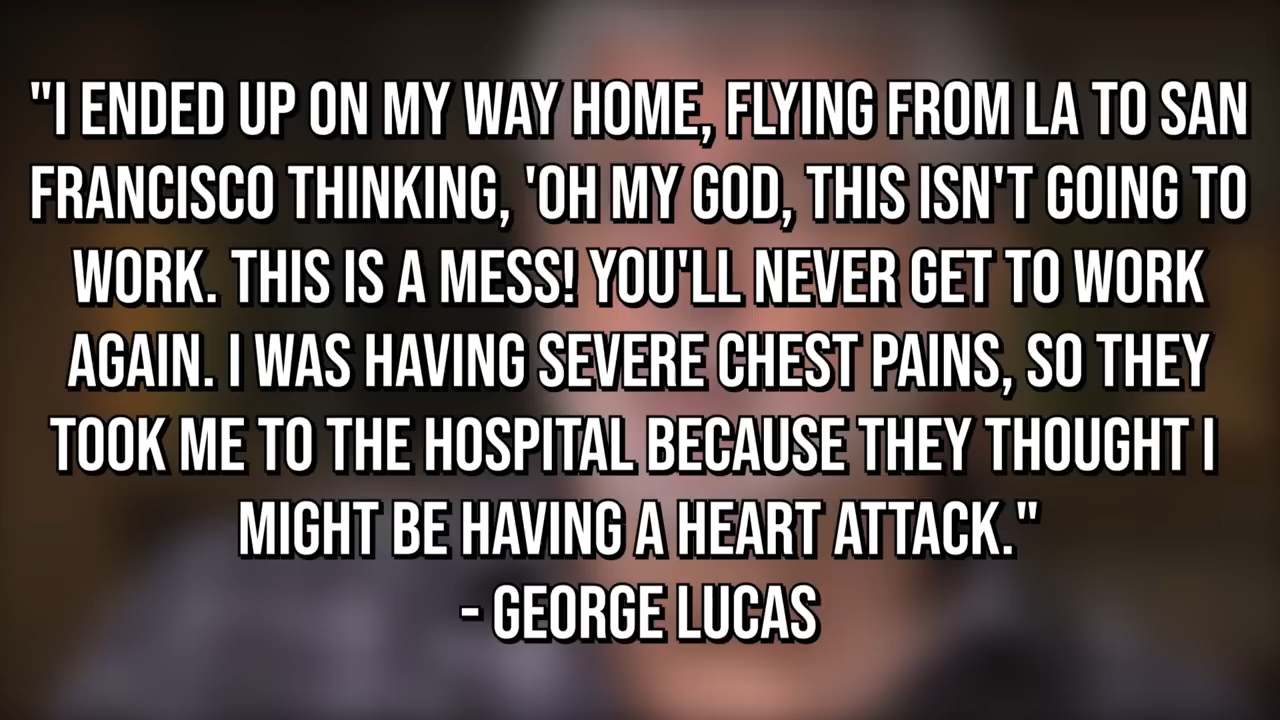 "I ENDED UP ON MY WAY HOME, FLYING FROM LA TO SAN
FRANCISCO THINKING, 'OH MY GOD, THIS ISN'T GOING TO
WORK. THIS IS A MESS! YOU'LL NEVER GET TO WORK
AGAIN. I WAS HAVING SEVERE CHEST PAINS, SO THEY
TOOK ME TO THE HOSPITAL BECAUSE THEY THOUGHT I
MIGHT BE HAVING A HEART ATTACK."
- GEORGE LUCAS